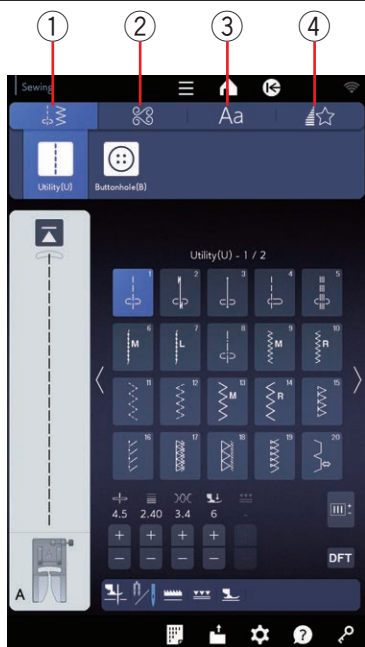 1 2 3 4
Sewing
Aa
Utility(U) Buttonhole(B)
Utility(U) - 1 / 2
1 2 3 4 5
6 M 7 L 8 9 M 10 R
11 12 13 M 14 R 15
16 17 18 19 20
4.5 2.40 3.4 6 -
+ + + +
− − − −
DFT
A
?